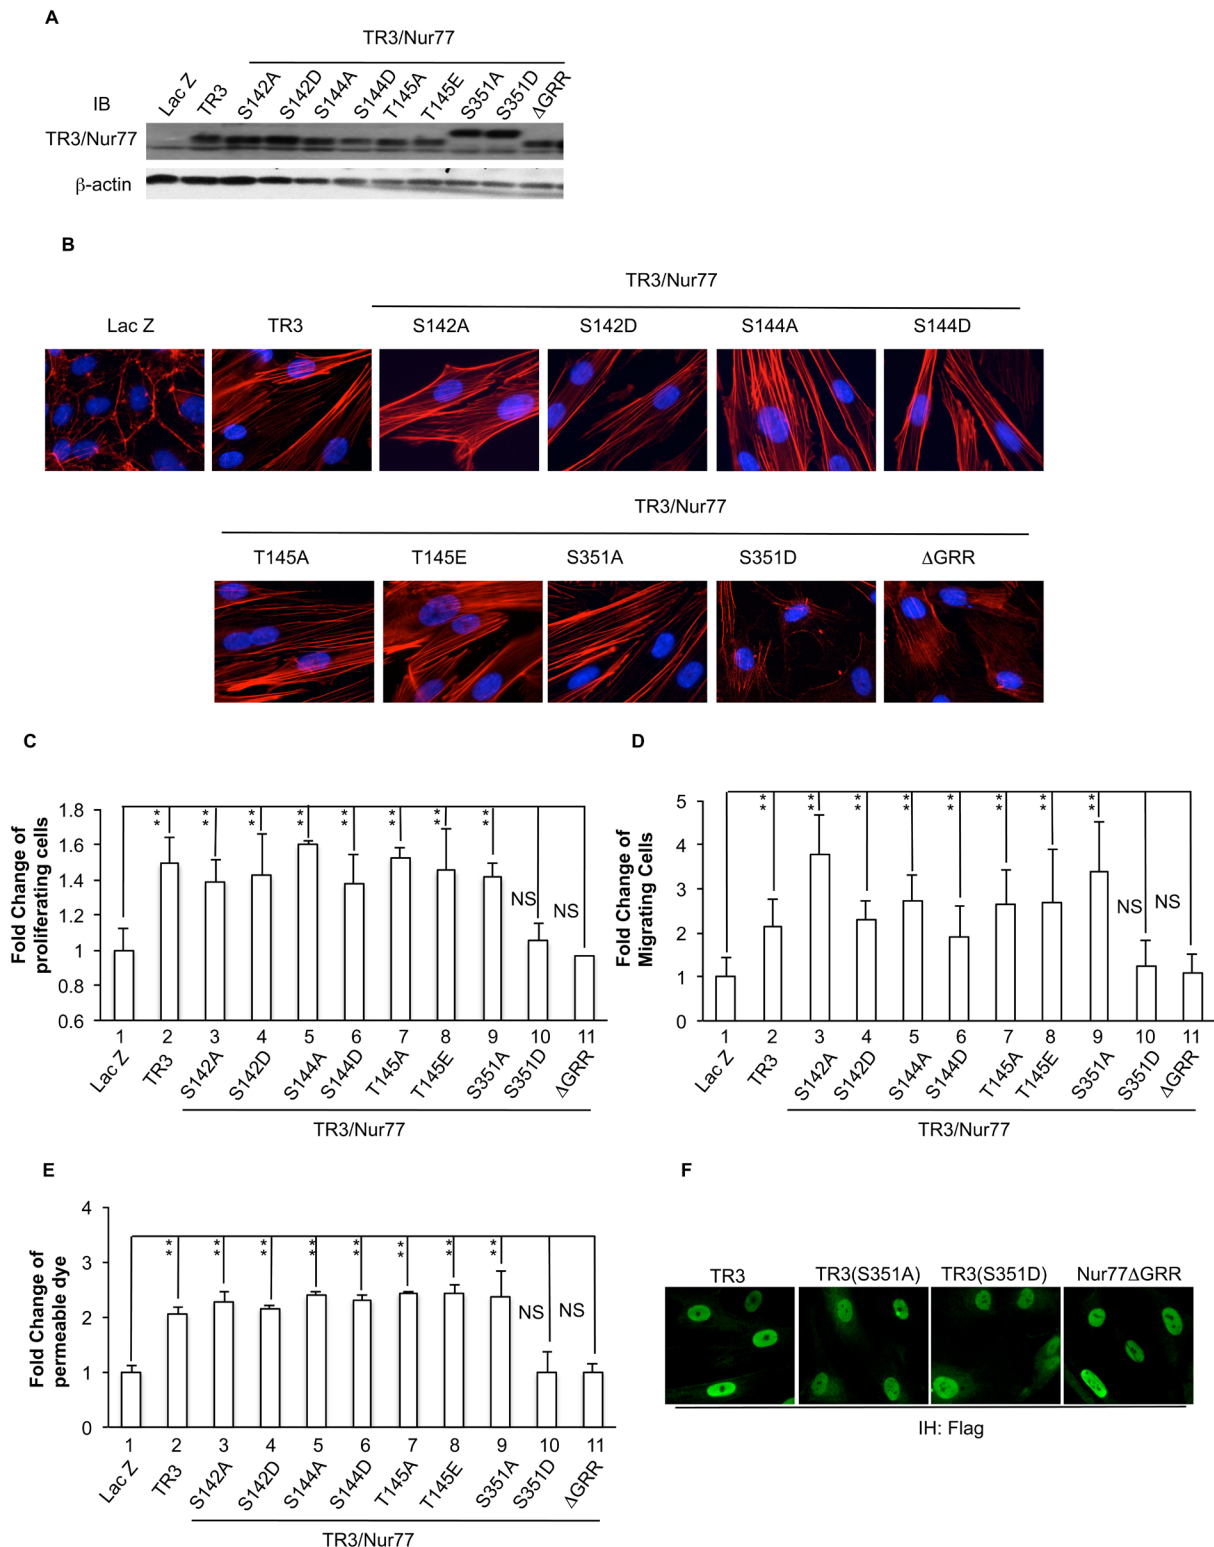 A
TR3/Nur77
IB
Lac Z TR3 S142A S142D S144A S144D T145A T145E S351A S351D ΔGRR
TR3/Nur77
β-actin
B
TR3/Nur77
Lac Z TR3 S142A S142D S144A S144D
TR3/Nur77
T145A T145E S351A S351D ΔGRR
C
Fold Change of
proliferating cells
1.8
1.6
1.4
1.2
1
0.8
0.6
** ** ** ** ** ** ** ** NS NS
1 2 3 4 5 6 7 8 9 10 11
Lac Z TR3 S142A S142D S144A S144D T145A T145E S351A S351D ΔGRR
TR3/Nur77
D
Fold Change of
Migrating Cells
5
4
3
2
1
0
** ** ** ** ** ** ** ** NS NS
1 2 3 4 5 6 7 8 9 10 11
Lac Z TR3 S142A S142D S144A S144D T145A T145E S351A S351D ΔGRR
TR3/Nur77
E
Fold Change of
permeable dye
4
3
2
1
0
** ** ** ** ** ** ** ** NS NS
1 2 3 4 5 6 7 8 9 10 11
Lac Z TR3 S142A S142D S144A S144D T145A T145E S351A S351D ΔGRR
TR3/Nur77
F
TR3 TR3(S351A) TR3(S351D) Nur77ΔGRR
IH: Flag